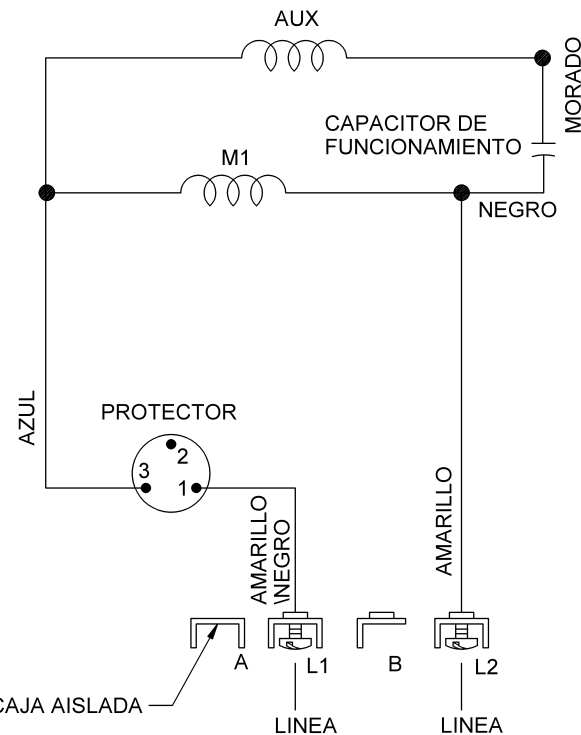 AUX
MORADO
CAPACITOR DE
FUNCIONAMIENTO
M1
NEGRO
AZUL
PROTECTOR
2
3
1
AMARILLO
\NEGRO
AMARILLO
A
L1
B
L2
CAJA AISLADA
LINEA
LINEA